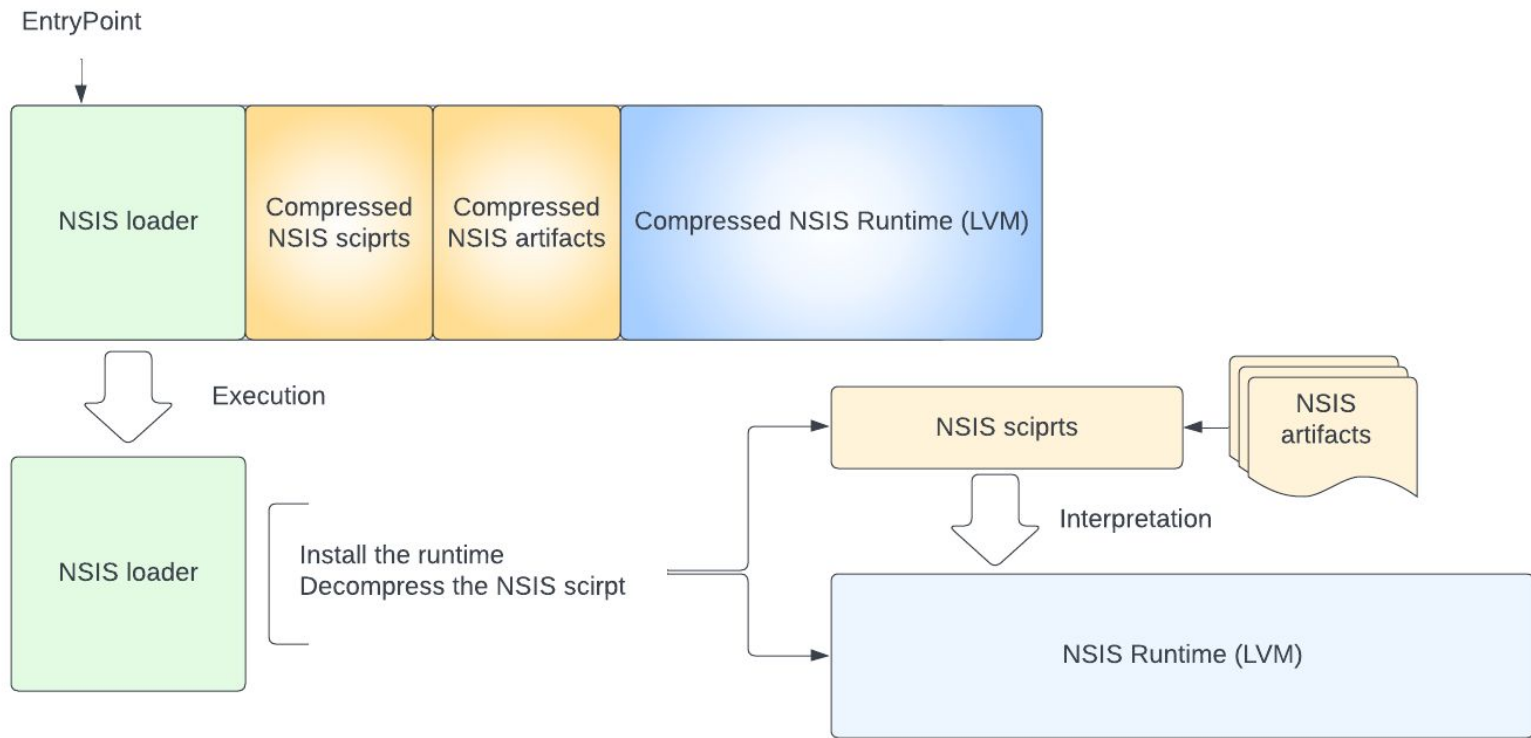 EntryPoint
NSIS loader
Compressed
NSIS sciprts
Compressed
NSIS artifacts
Compressed NSIS Runtime (LVM)
Execution
NSIS sciprts
NSIS
artifacts
Interpretation
NSIS loader
Install the runtime
Decompress the NSIS scirpt
NSIS Runtime (LVM)